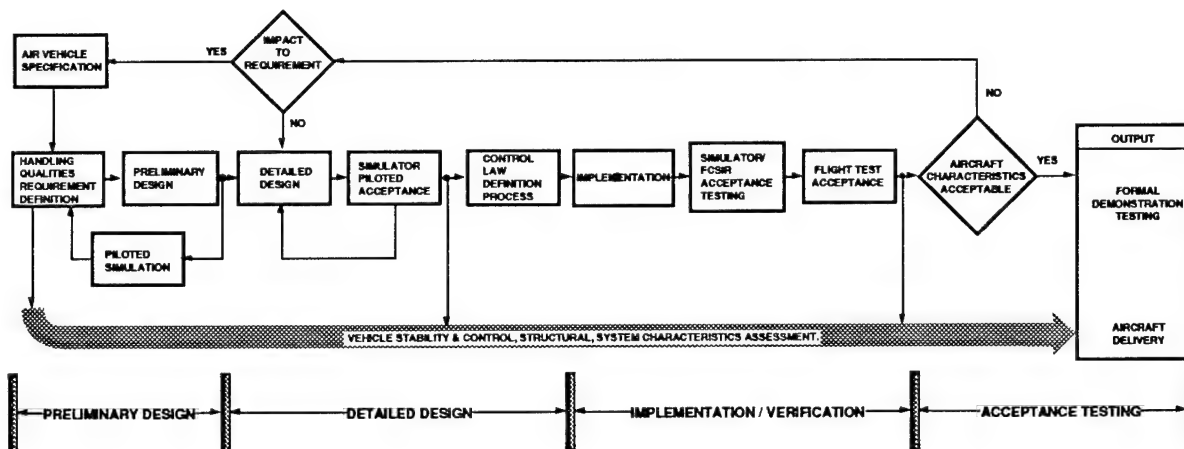 AIR VEHICLE
SPECIFICATION
YES
IMPACT
TO
REQUIREMENT
NO
NO
HANDLING
QUALITIES
REQUIREMENT
DEFINITION
PRELIMINARY
DESIGN
PILOTED
SIMULATION
DETAILED
DESIGN
SIMULATOR
PILOTED
ACCEPTANCE
CONTROL
LAW
DEFINITION
PROCESS
IMPLEMENTATION
SIMULATOR/
FCSIR
ACCEPTANCE
TESTING
FLIGHT TEST
ACCEPTANCE
AIRCRAFT
CHARACTERISTICS
ACCEPTABLE
YES
OUTPUT
FORMAL
DEMONSTRATION
TESTING
AIRCRAFT
DELIVERY
VEHICLE STABILITY & CONTROL, STRUCTURAL, SYSTEM CHARACTERISTICS ASSESSMENT.
PRELIMINARY DESIGN
DETAILED DESIGN
IMPLEMENTATION / VERIFICATION
ACCEPTANCE TESTING